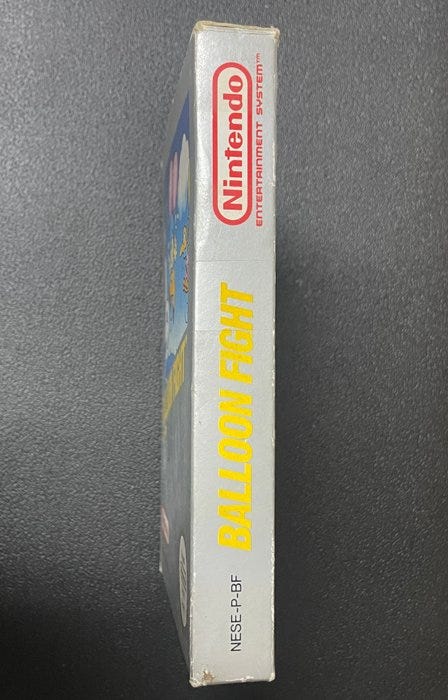 Nintendo
ENTERTAINMENT SYSTEM™
BALLOON FIGHT
NESE-P-BF